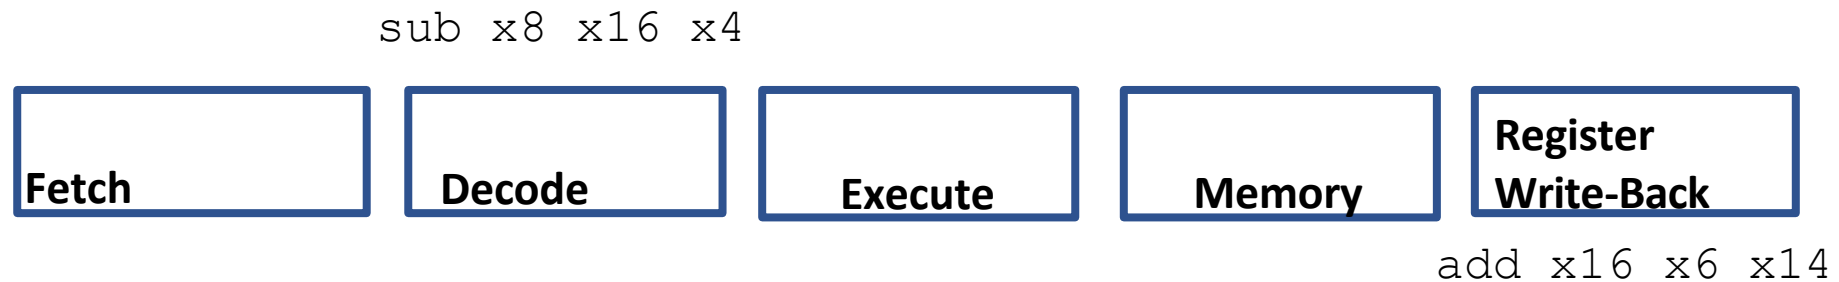 sub x8 x16 x4
Fetch
Decode
Execute
Memory
Register
Write-Back
add x16 x6 x14